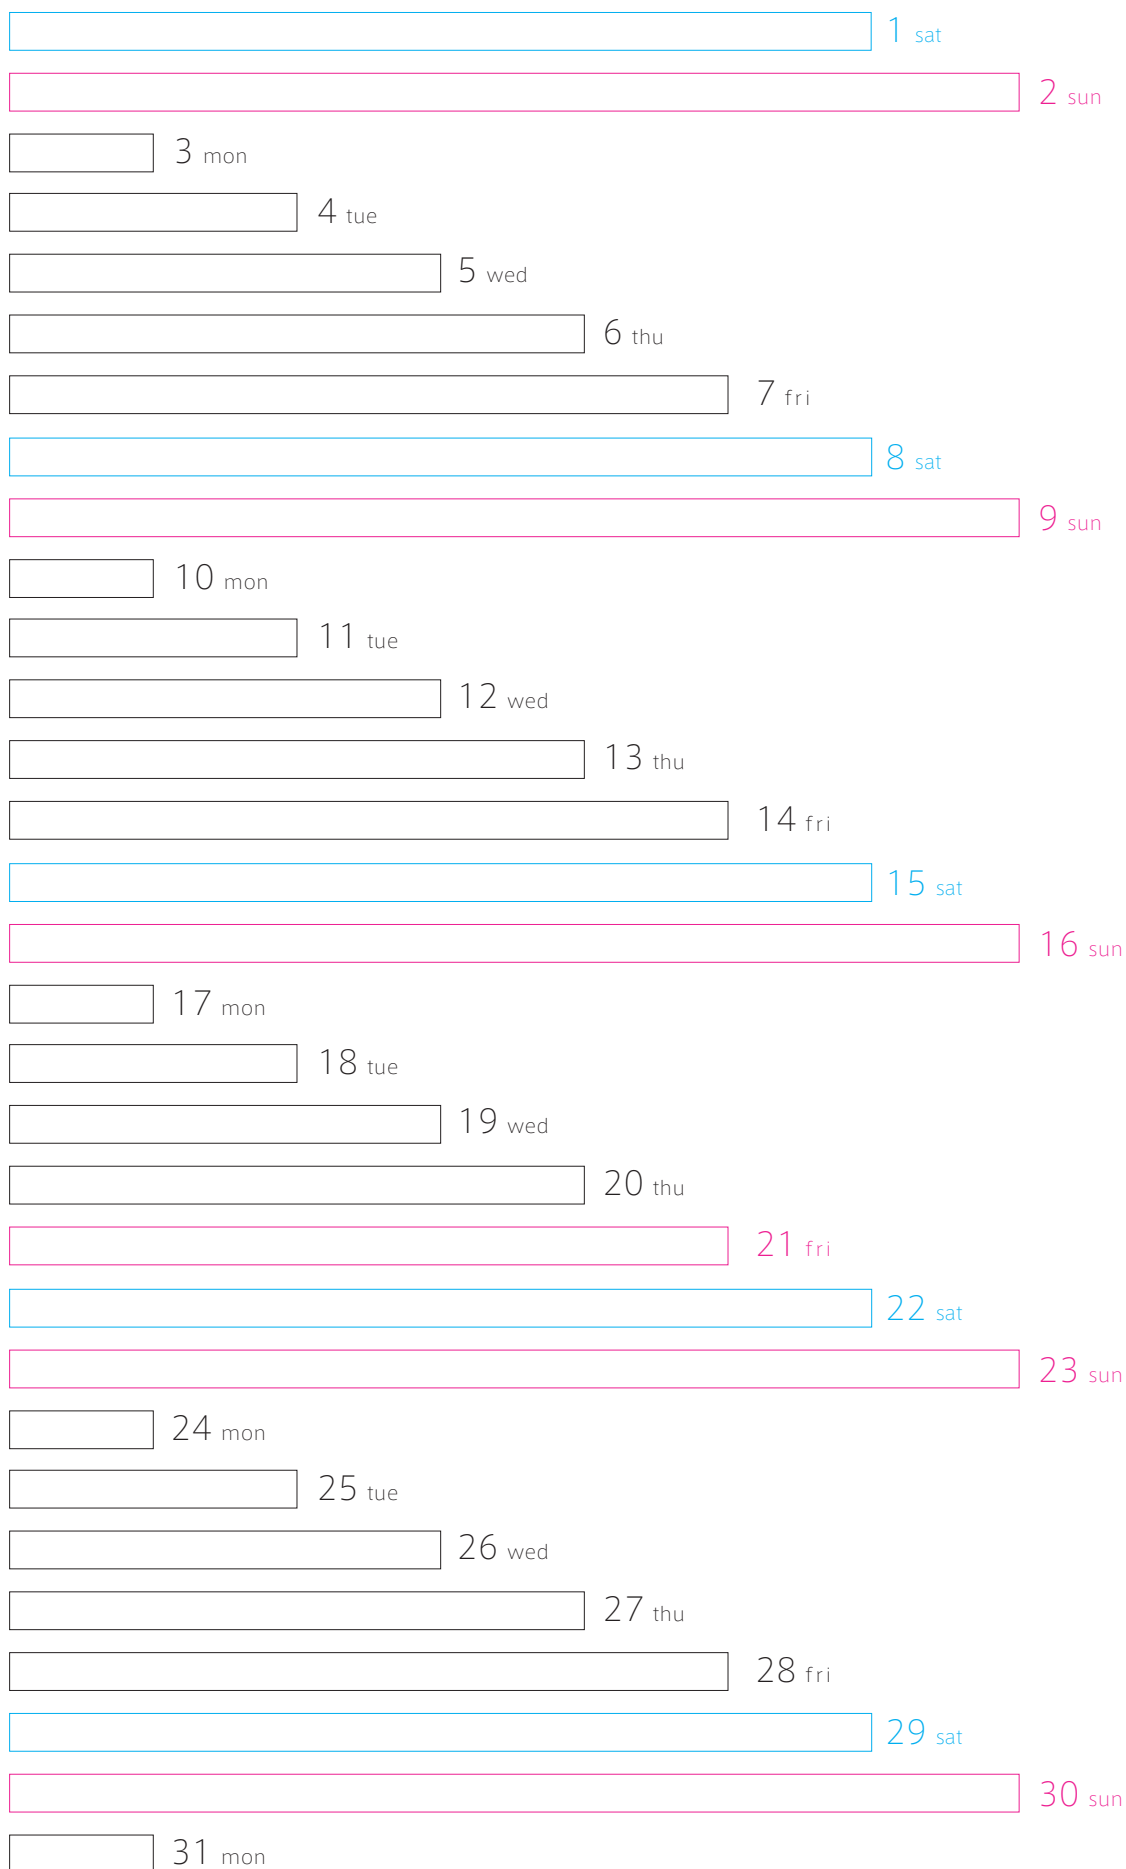 1 sat
2 sun
3 mon
4 tue
5 wed
6 thu
7 fri
8 sat
9 sun
10 mon
11 tue
12 wed
13 thu
14 fri
15 sat
16 sun
17 mon
18 tue
19 wed
20 thu
21 fri
22 sat
23 sun
24 mon
25 tue
26 wed
27 thu
28 fri
29 sat
30 sun
31 mon